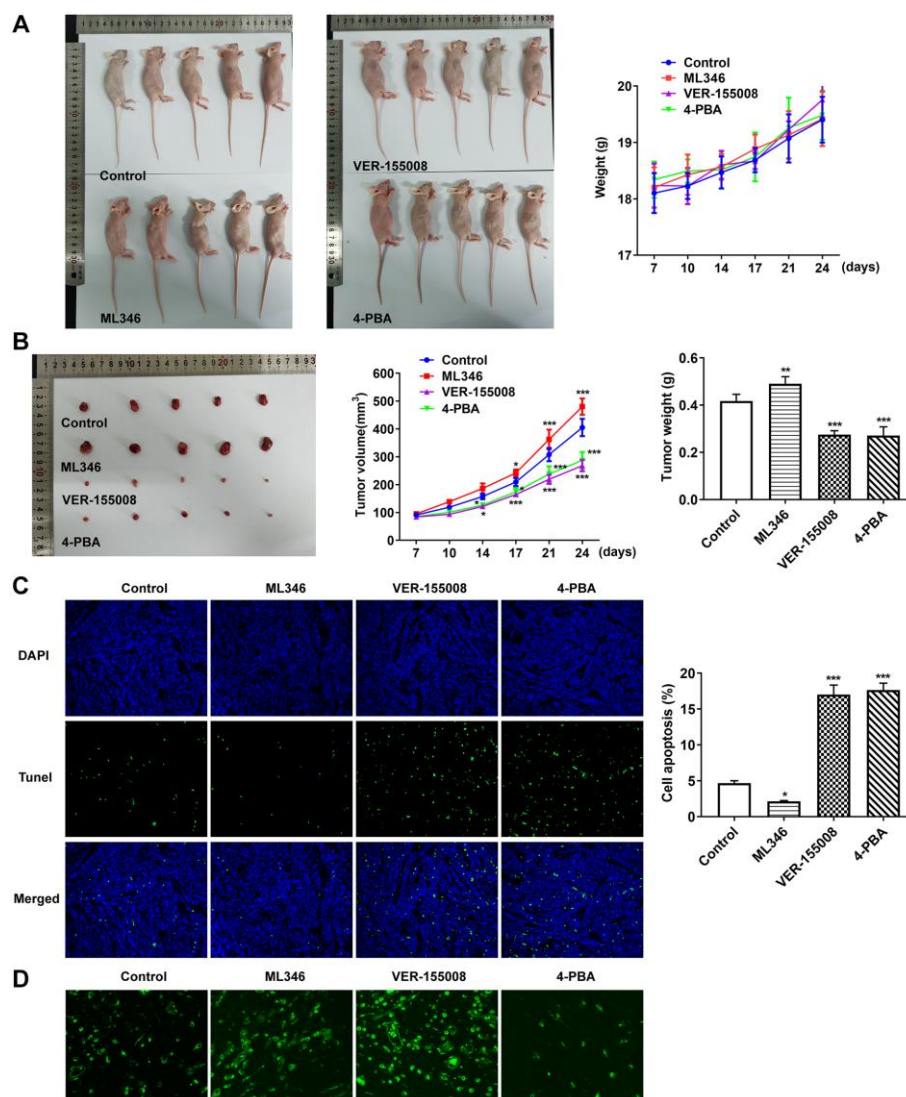 A
Control
VER-155008
ML346
4-PBA
Control
ML346
VER-155008
4-PBA
Weight (g)
20
19
18
17
7 10 14 17 21 24 (days)
B
Control
ML346
VER-155008
4-PBA
Control
ML346
VER-155008
4-PBA
Tumor volume(mm3
600
500
400
300
200
100
0
7 10 14 17 21 24 (days)
*
*
*
***
*
***
***
***
***
***
***
Tumor weight (g)
0.6
0.4
0.2
0.0
**
***
***
Control
ML346
VER-155008
4-PBA
C
Control ML346 VER-155008 4-PBA
DAPI
Tunel
Merged
Cell apoptosis (%)
20
15
10
5
0
*
***
***
Control
ML346
VER-155008
4-PBA
D
Control ML346 VER-155008 4-PBA